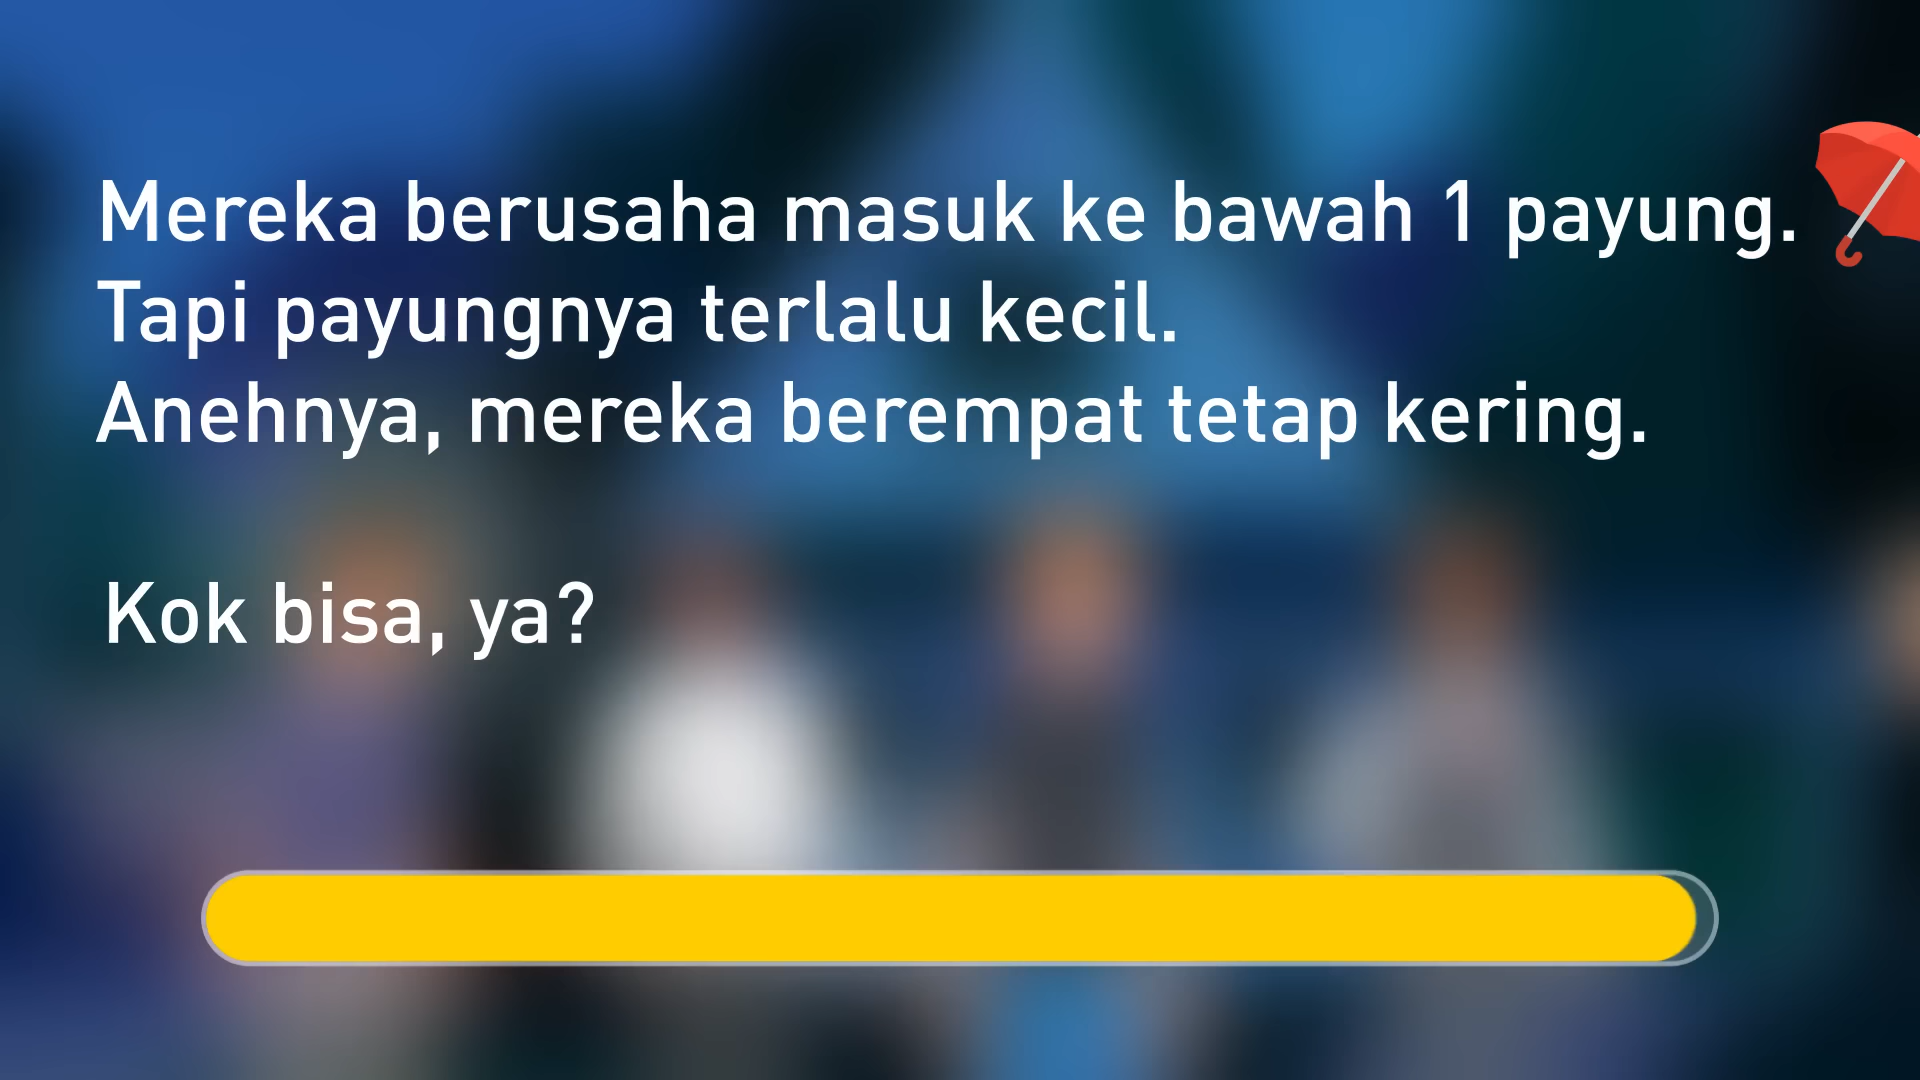 Mereka berusaha masuk ke bawah 1 payung.
Tapi payungnya terlalu kecil.
Anehnya, mereka berempat tetap kering.
Kok bisa, ya?